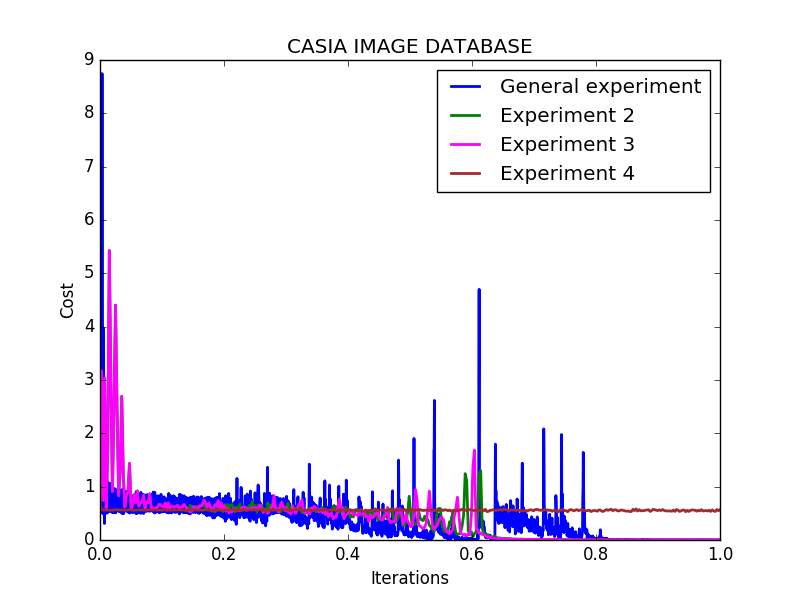 CASIA IMAGE DATABASE
General experiment
Experiment 2
Experiment 3
Experiment 4
9
8
7
6
5
4
3
2
1
0
Cost
0.0 0.2 0.4 0.6 0.8 1.0
Iterations